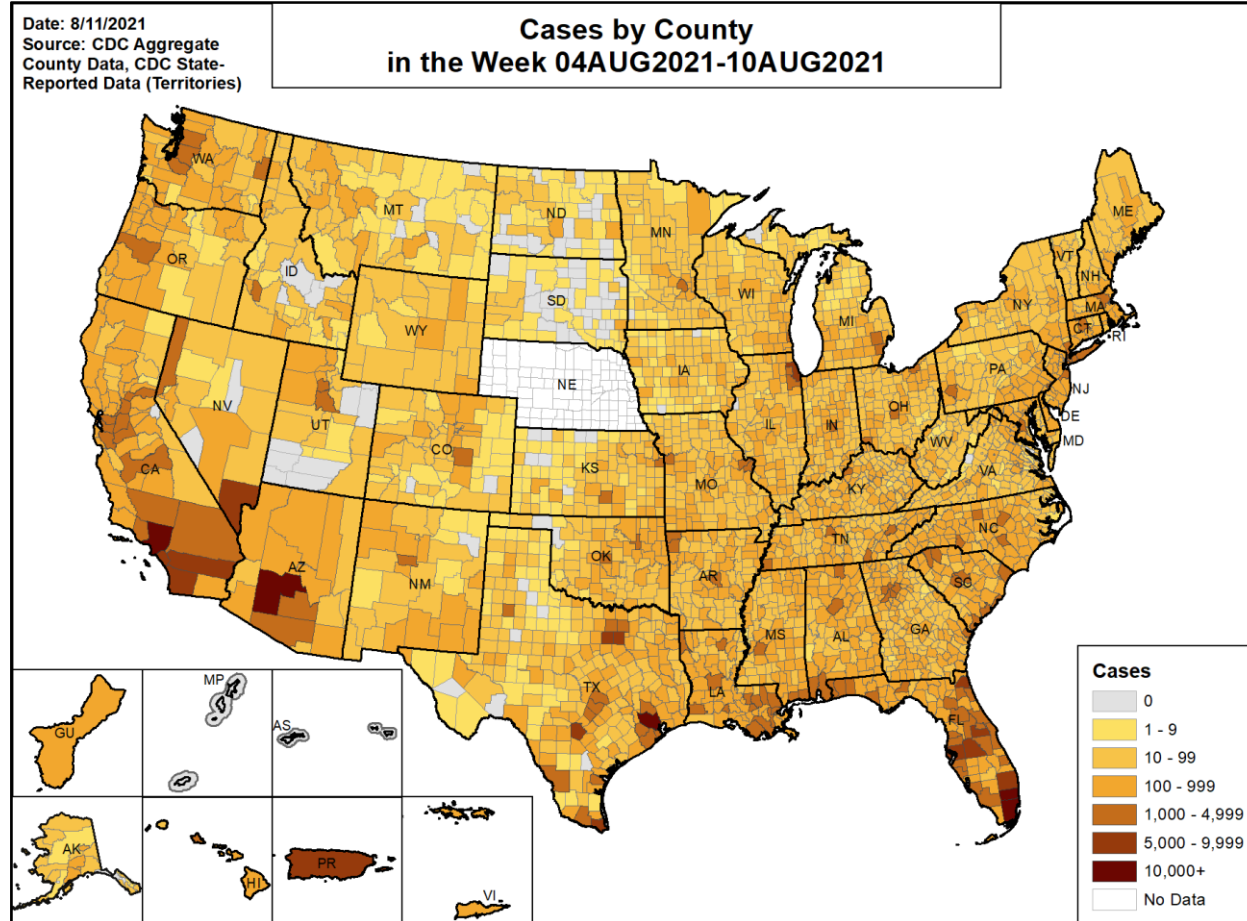 Date: 8/11/2021
Source: CDC Aggregate
County Data, CDC State-
Reported Data (Territories)
Cases by County
in the Week 04AUG2021-10AUG2021
WA
MT
ND
MN
ME
OR
ID
SD
WI
MI
VT
NH
NY
MA
CT
RI
WY
IA
PA
NE
NJ
NV
UT
CO
IL
IN
OH
DE
MD
CA
KS
MO
WV
VA
KY
AZ
NM
OK
AR
TN
NC
SC
MS
AL
GA
TX
LA
FL
GU
MP
AS
AK
HI
PR
VI
Cases
0
1 - 9
10 - 99
100 - 999
1,000 - 4,999
5,000 - 9,999
10,000+
No Data